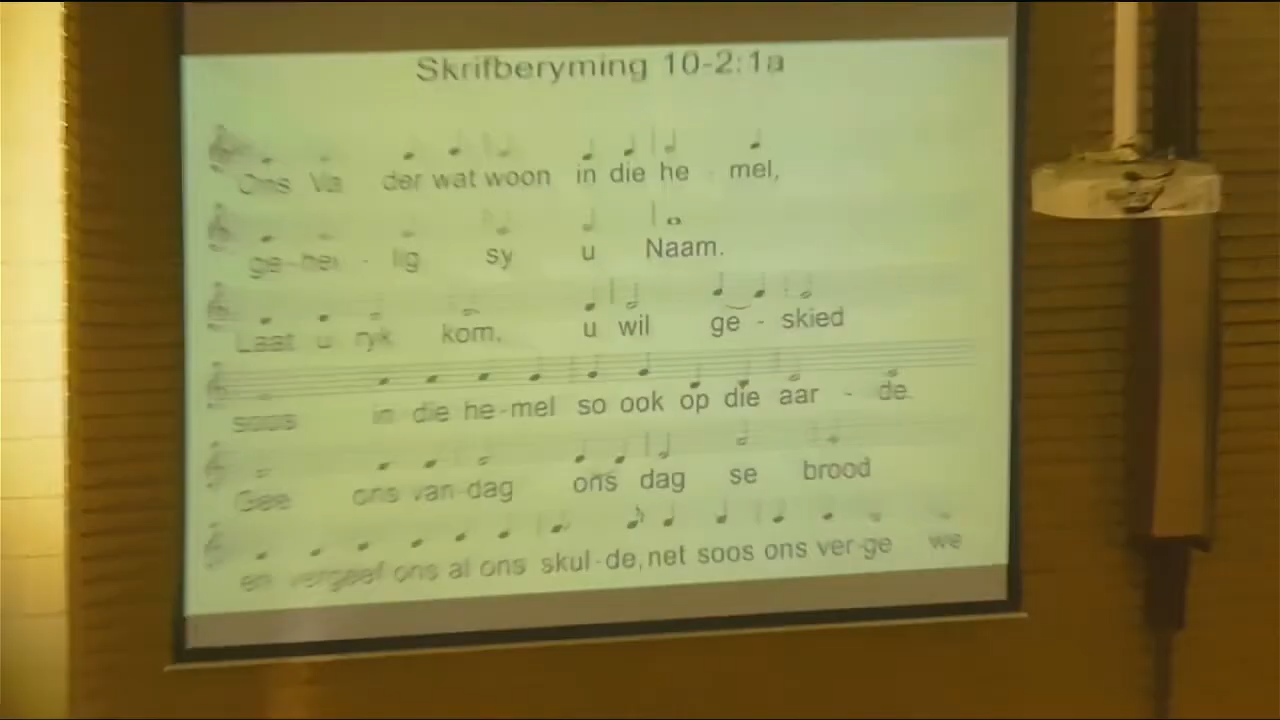 Skrifberyming 10-2:1a
Ons Va der wat woon in die he - mel,
ge-hei - lig sy u Naam.
Laat u ryk kom, u wil ge - skied
soos in die he-mel so ook op die aar - de.
Gee ons van-dag ons dag se brood
en vergeef ons al ons skul-de, net soos ons ver-ge we